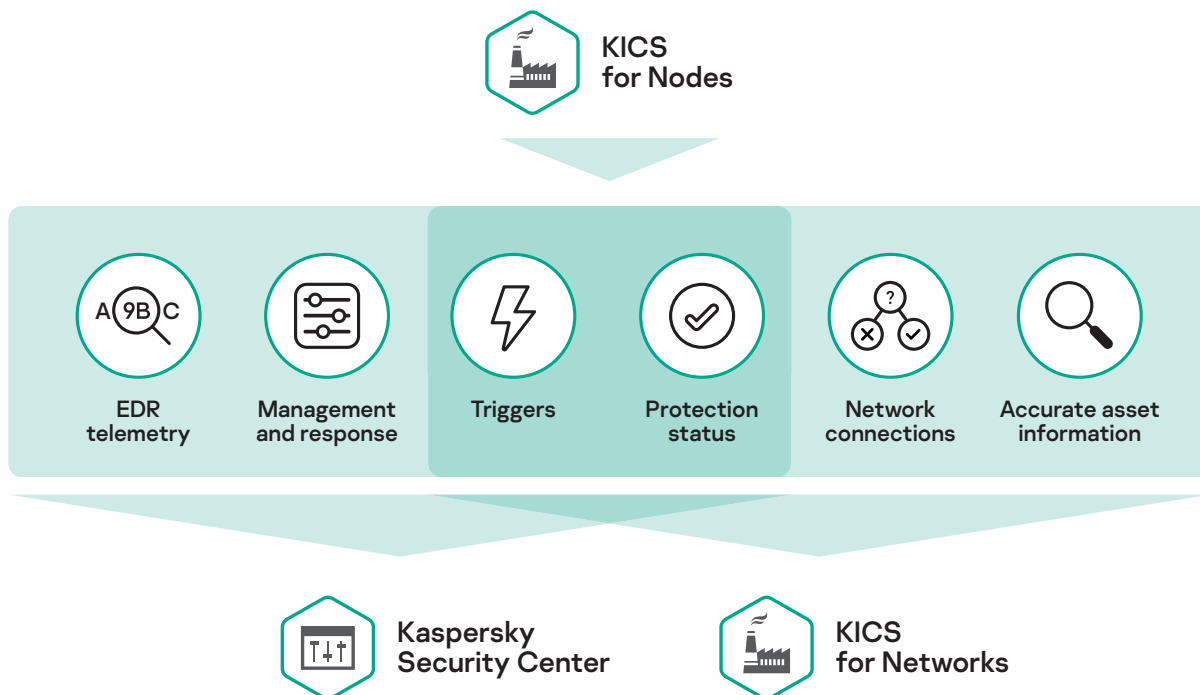 KICS
for Nodes
A 9B C
EDR
telemetry
Management
and response
Triggers
Protection
status
?
Network
connections
Accurate asset
information
Kaspersky
Security Center
KICS
for Networks